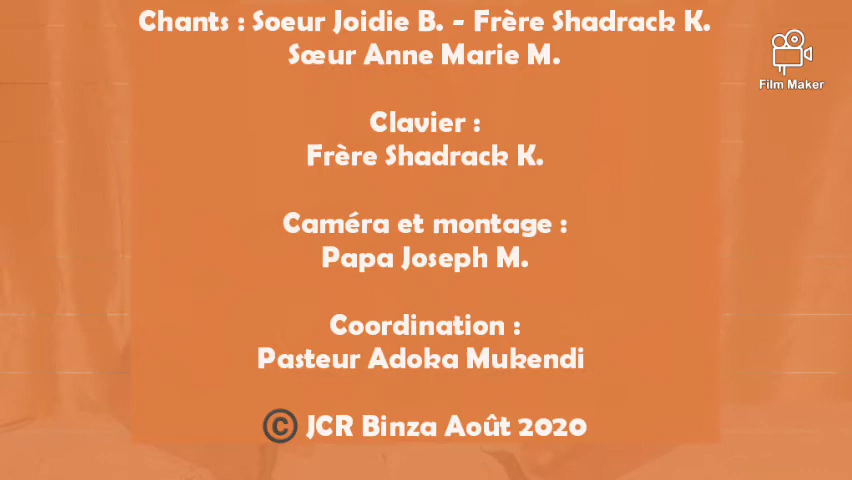 Chants : Soeur Joidie B. - Frère Shadrack K.
Sœur Anne Marie M.
Film Maker
Clavier :
Frère Shadrack K.
Caméra et montage :
Papa Joseph M.
Coordination :
Pasteur Adoka Mukendi
© JCR Binza Août 2020